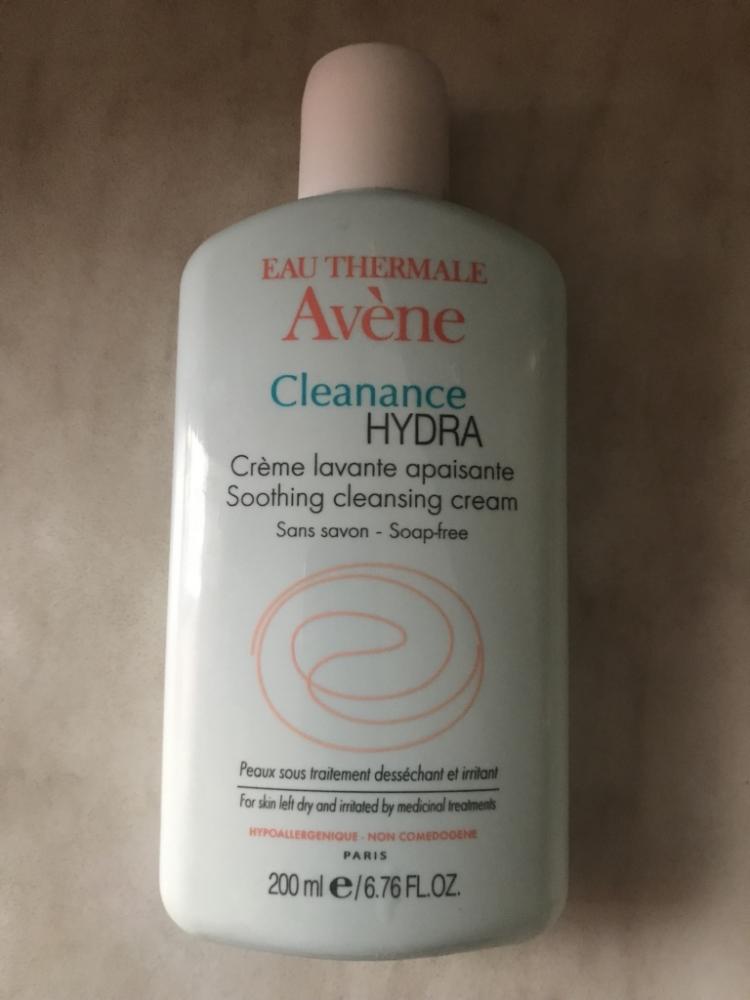 EAU THERMALE
Avène
Cleanance
HYDRA
Crème lavante apaisante
Soothing cleansing cream
Sans savon - Soap-free
Peaux sous traitement desséchant et irritant
For skin left dry and irritated by medicinal treatments
HYPOALLERGENIQUE - NON COMEDOGENE
PARIS
200 ml e/6.76 FL.OZ.